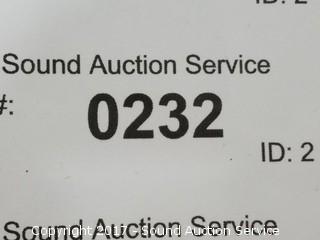 ID: 2
Sound Auction Service
#:
0232
ID: 2
Sound Auction Service
Copyright 2017 - Sound Auction Service